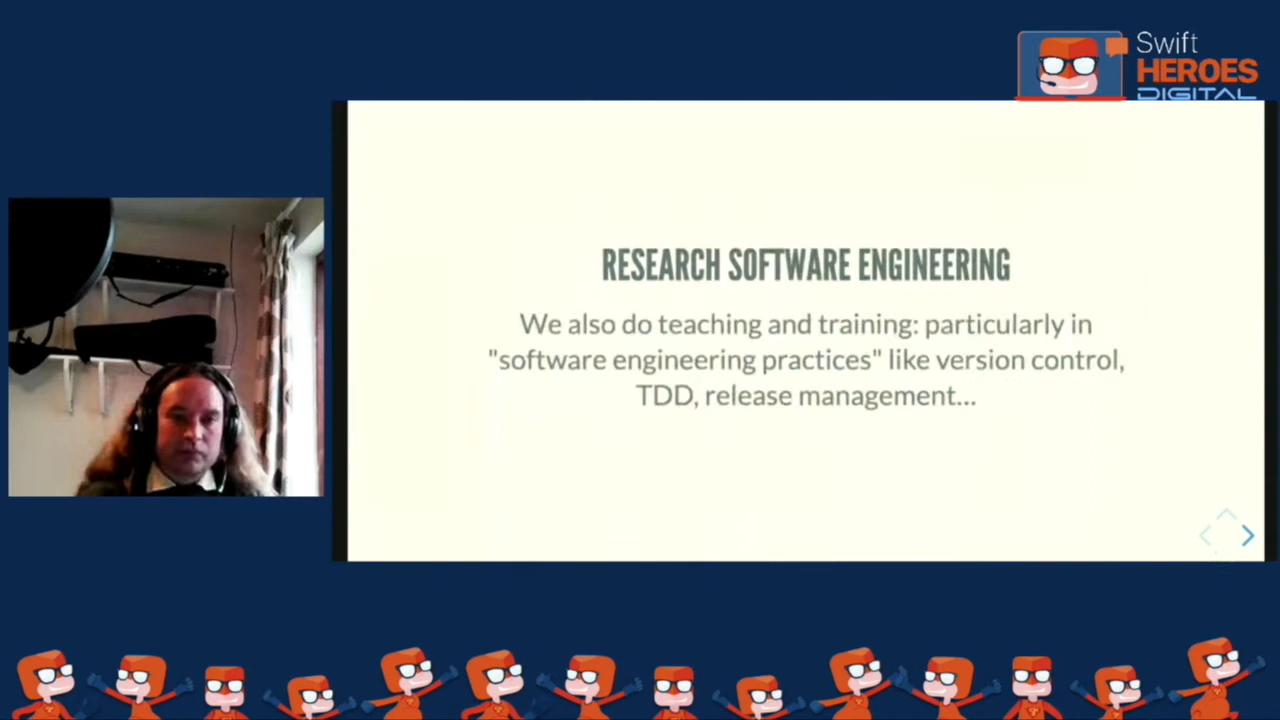 Swift
HEROES
DIGITAL
RESEARCH SOFTWARE ENGINEERING
We also do teaching and training: particularly in
"software engineering practices" like version control,
TDD, release management...